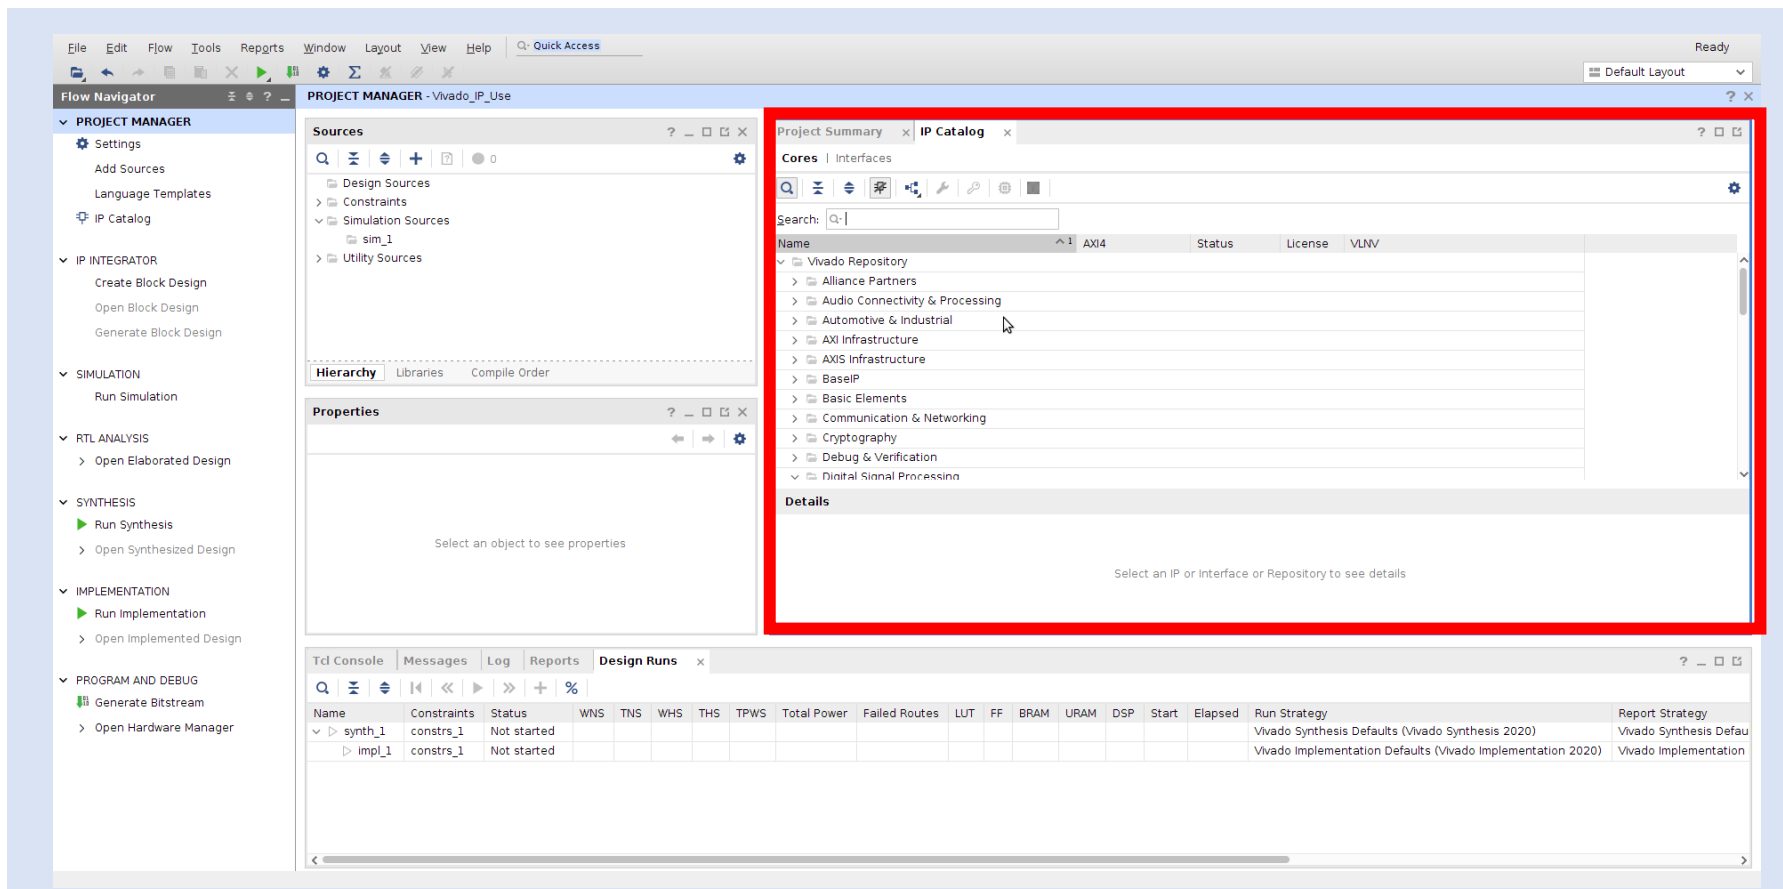 File Edit Flow Tools Reports Window Layout View Help Quick Access Ready
Default Layout
Flow Navigator ? _
PROJECT MANAGER - Vivado_IP_Use ? ×
PROJECT MANAGER
Settings
Add Sources
Language Templates
IP Catalog
IP INTEGRATOR
Create Block Design
Open Block Design
Generate Block Design
SIMULATION
Run Simulation
RTL ANALYSIS
Open Elaborated Design
SYNTHESIS
Run Synthesis
Open Synthesized Design
IMPLEMENTATION
Run Implementation
Open Implemented Design
PROGRAM AND DEBUG
Generate Bitstream
Open Hardware Manager
Sources
0
Design Sources
Constraints
Simulation Sources
sim_1
Utility Sources
Hierarchy Libraries Compile Order
Properties
Select an object to see properties
Project Summary × IP Catalog ×
Cores | Interfaces
Search: Q-
Name 1 AXI4 Status License VLNV
Vivado Repository
Alliance Partners
Audio Connectivity & Processing
Automotive & Industrial
AXI Infrastructure
AXIS Infrastructure
BaseIP
Basic Elements
Communication & Networking
Cryptography
Debug & Verification
Digital Signal Processing
Details
Select an IP or Interface or Repository to see details
Tcl Console Messages Log Reports Design Runs ×
%
Name Constraints Status WNS TNS WHS THS TPWS Total Power Failed Routes LUT FF BRAM URAM DSP Start Elapsed Run Strategy Report Strategy
synth_1 constrs_1 Not started Vivado Synthesis Defaults (Vivado Synthesis 2020) Vivado Synthesis Defau
impl_1 constrs_1 Not started Vivado Implementation Defaults (Vivado Implementation 2020) Vivado Implementation